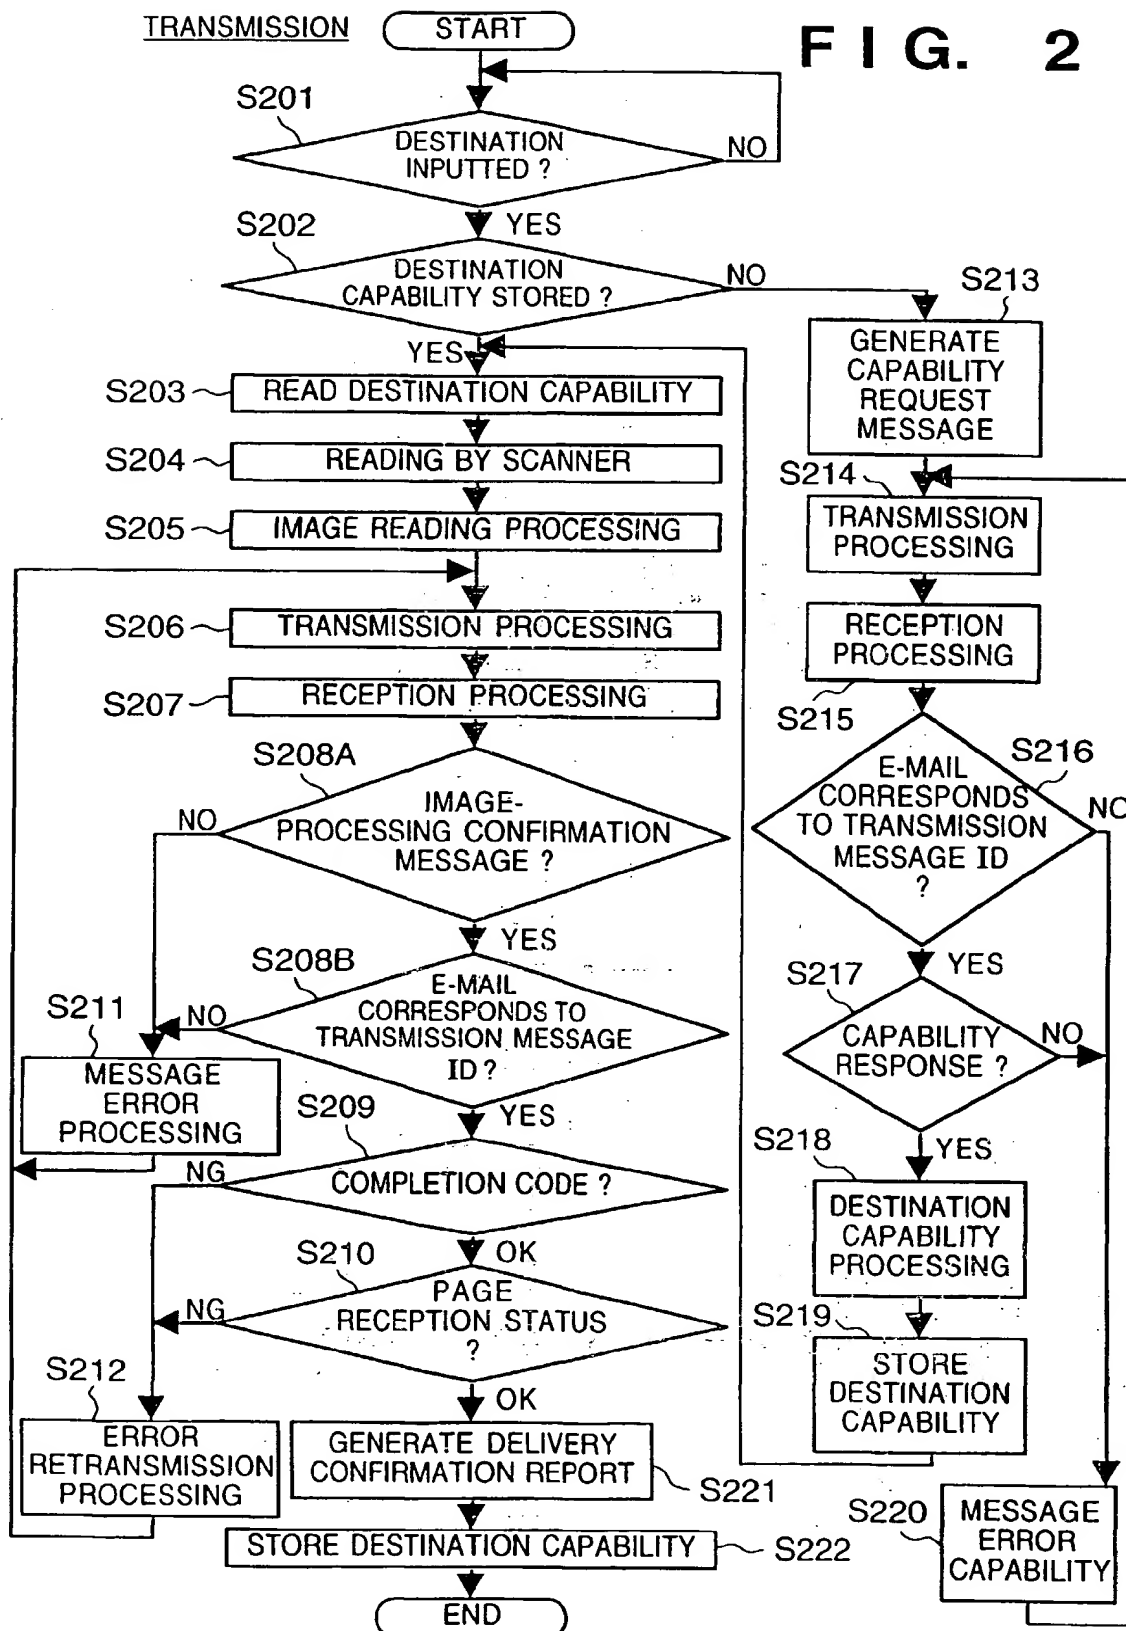 TRANSMISSION
START
FIG. 2
S201
DESTINATION
INPUTTED ?
NO
YES
S202
DESTINATION
CAPABILITY STORED ?
NO
YES
S203
READ DESTINATION CAPABILITY
S204
READING BY SCANNER
S205
IMAGE READING PROCESSING
S206
TRANSMISSION PROCESSING
S207
RECEPTION PROCESSING
S208A
IMAGE-
PROCESSING CONFIRMATION
MESSAGE ?
NO
YES
S208B
E-MAIL
CORRESPONDS TO
TRANSMISSION MESSAGE
ID ?
NO
YES
S211
MESSAGE
ERROR
PROCESSING
S209
COMPLETION CODE ?
NG
OK
S210
PAGE
RECEPTION STATUS
?
NG
OK
S212
ERROR
RETRANSMISSION
PROCESSING
GENERATE DELIVERY
CONFIRMATION REPORT
S221
STORE DESTINATION CAPABILITY
S222
END
S213
GENERATE
CAPABILITY
REQUEST
MESSAGE
S214
TRANSMISSION
PROCESSING
RECEPTION
PROCESSING
S215
S216
E-MAIL
CORRESPONDS
TO TRANSMISSION
MESSAGE ID
?
NO
YES
S217
CAPABILITY
RESPONSE ?
NO
YES
S218
DESTINATION
CAPABILITY
PROCESSING
S219
STORE
DESTINATION
CAPABILITY
S220
MESSAGE
ERROR
CAPABILITY